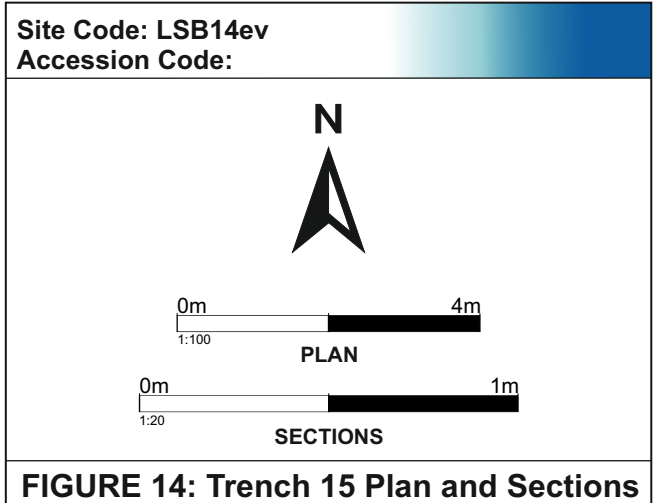 Site Code: LSB14ev
Accession Code:
N
0m 4m
1:100
PLAN
0m 1m
1:20
SECTIONS
FIGURE 14: Trench 15 Plan and Sections